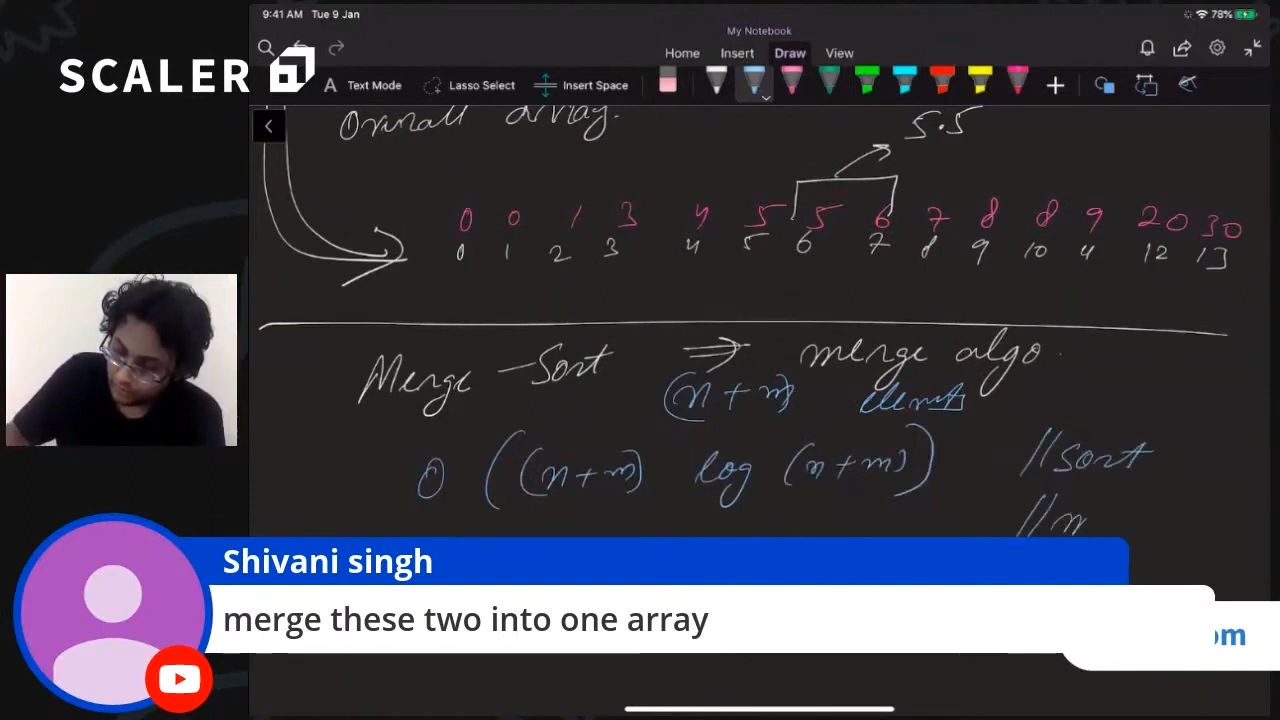 9:41 AM Tue 9 Jan
78%
My Notebook
SCALER
Home Insert Draw View
Text Mode Lasso Select Insert Space
Overall array.
5.5
0 0 1 3 4 5 5 6 7 8 8 9 20 30
0 1 2 3 4 5 6 7 8 9 10 4 12 13
Merge-Sort ⇒ merge algo.
(n+m) elements
O ((n+m) log (n+m)) //sort
//m
Shivani singh
merge these two into one array
om